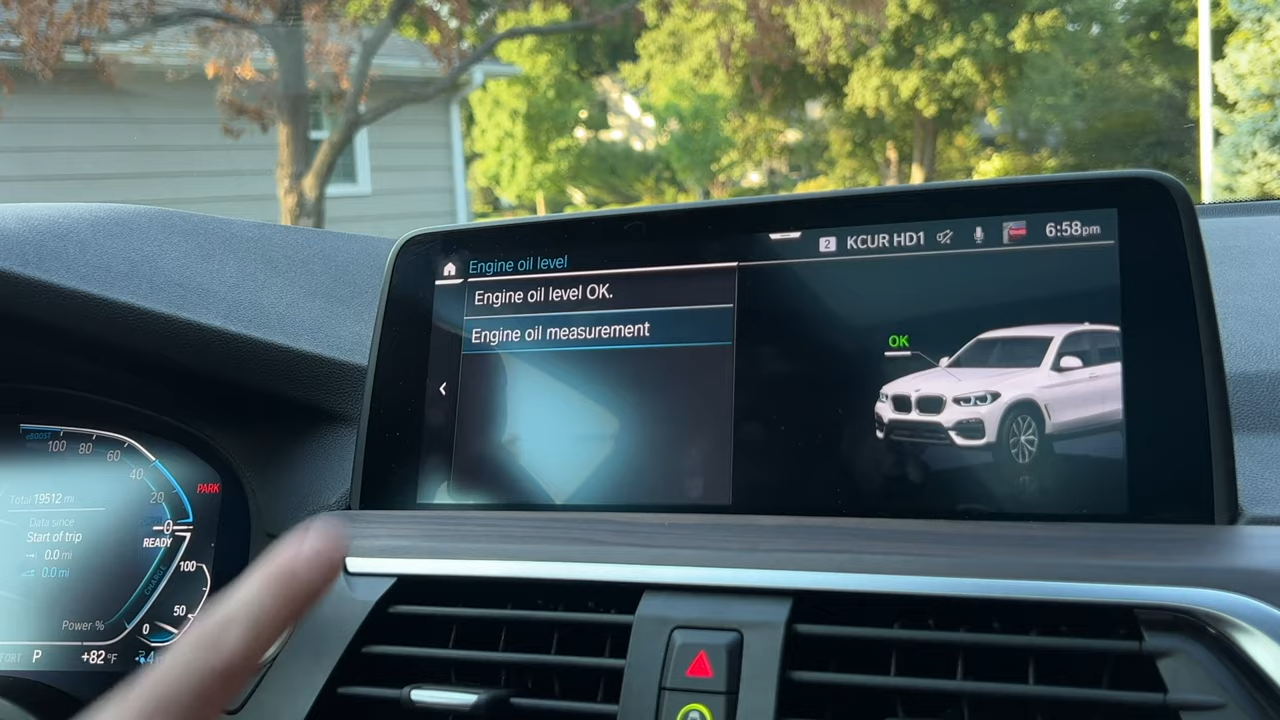 2 KCUR HD1 6:58pm
Engine oil level
Engine oil level OK.
Engine oil measurement
OK
eBOOST
100 80 60 40 20 0
PARK
Total 19512 mi
Data since
Start of trip
0.0 mi
0.0 mi
READY
CHARGE
100
50
0
Power %
P +82°F